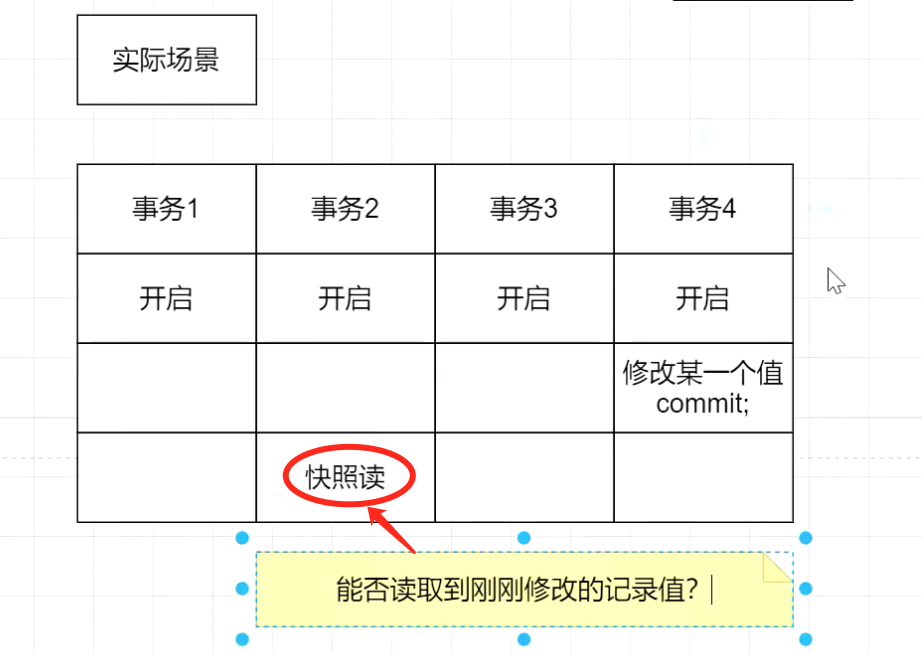 实际场景
事务1 事务2 事务3 事务4
开启 开启 开启 开启
修改某一个值
commit;
快照读
能否读取到刚刚修改的记录值?